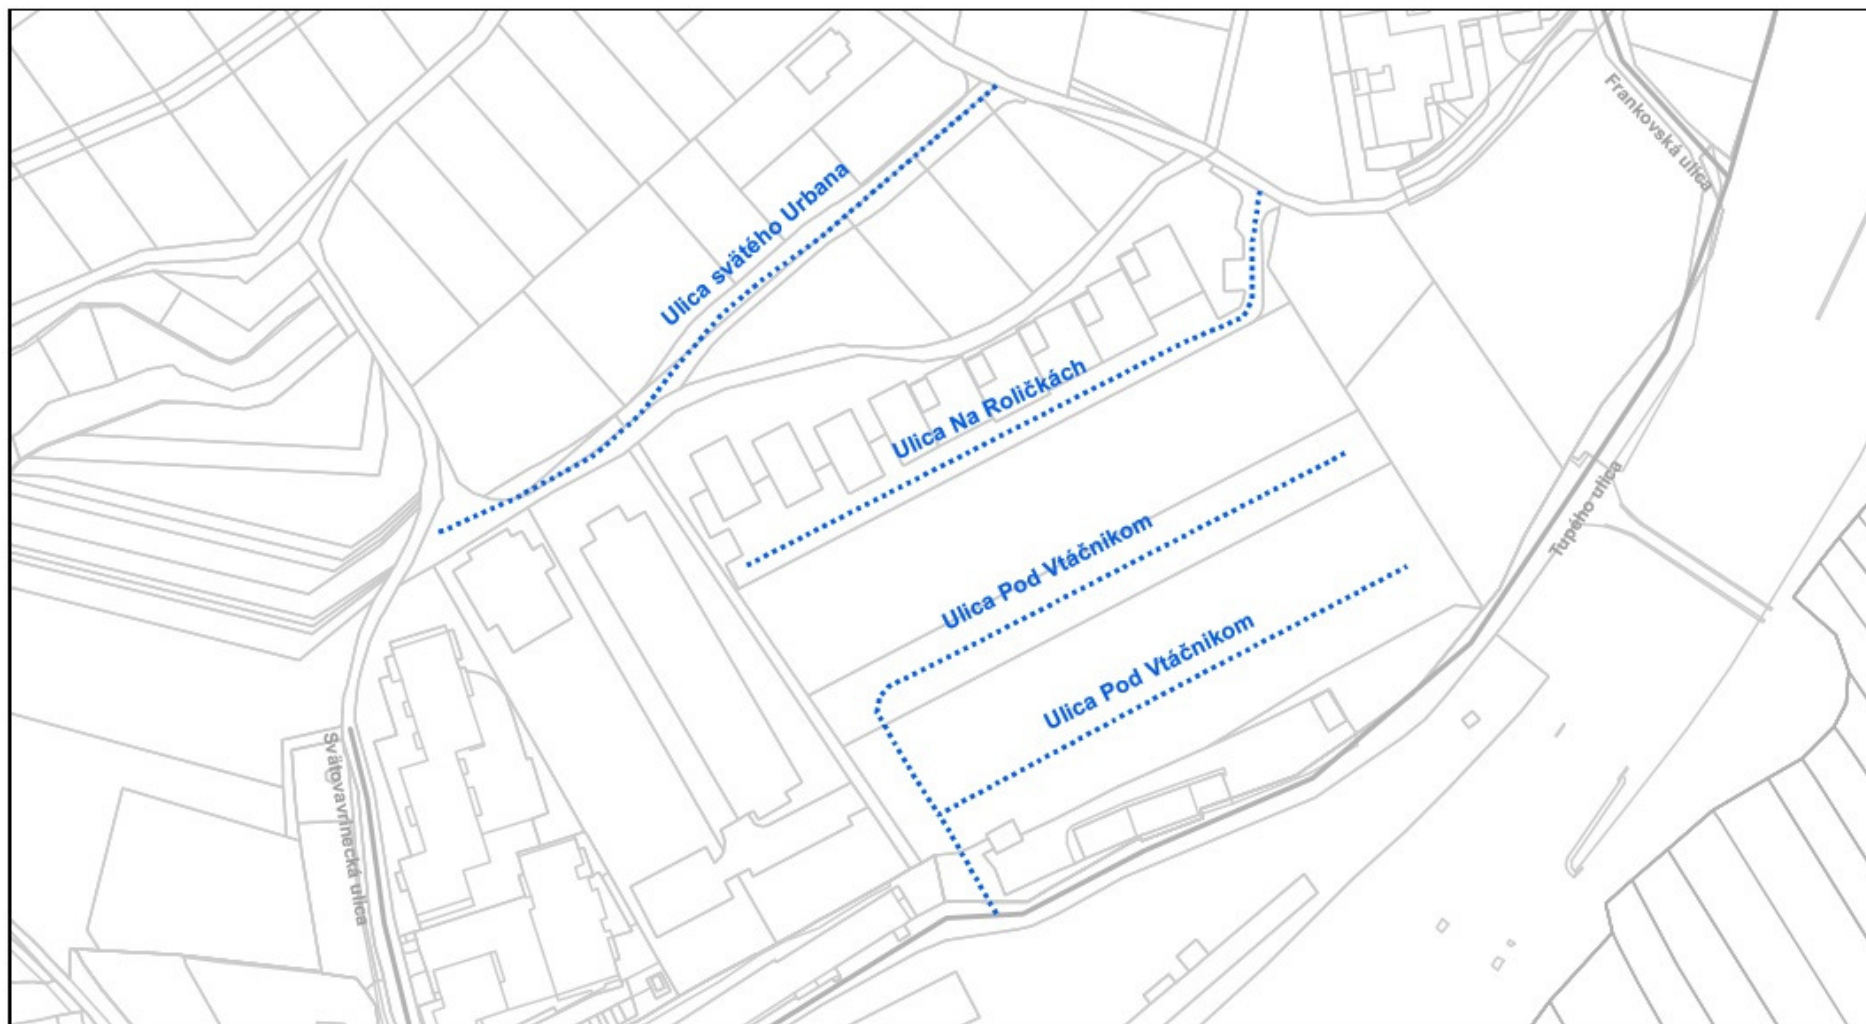 Frankovská ulica
Ulica svätého Urbana
Ulica Na Roličkách
Tupého ulica
Ulica Pod Vtáčnikom
Ulica Pod Vtáčnikom
Svätovavrinecká ulica